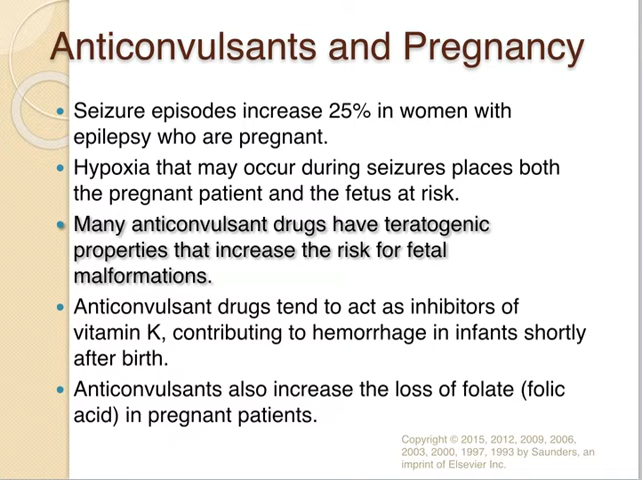 Anticonvulsants and Pregnancy
• Seizure episodes increase 25% in women with
epilepsy who are pregnant.
• Hypoxia that may occur during seizures places both
the pregnant patient and the fetus at risk.
• Many anticonvulsant drugs have teratogenic
properties that increase the risk for fetal
malformations.
• Anticonvulsant drugs tend to act as inhibitors of
vitamin K, contributing to hemorrhage in infants shortly
after birth.
• Anticonvulsants also increase the loss of folate (folic
acid) in pregnant patients.
Copyright © 2015, 2012, 2009, 2006,
2003, 2000, 1997, 1993 by Saunders, an
imprint of Elsevier Inc.